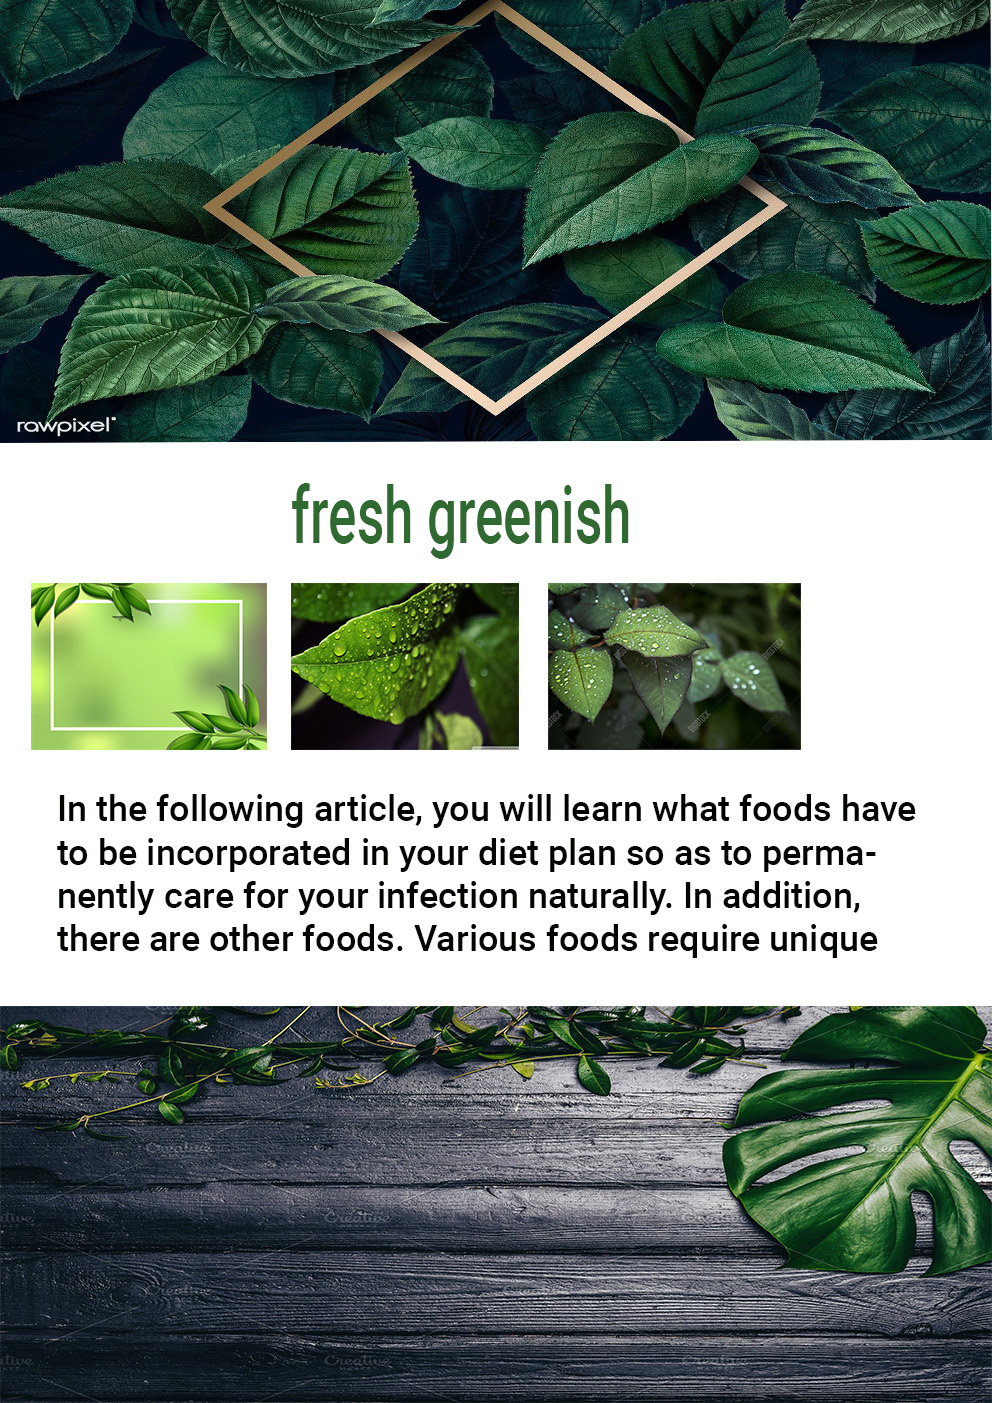 rawpixel
fresh greenish
In the following article, you will learn what foods have
to be incorporated in your diet plan so as to perma-
nently care for your infection naturally. In addition,
there are other foods. Various foods require unique